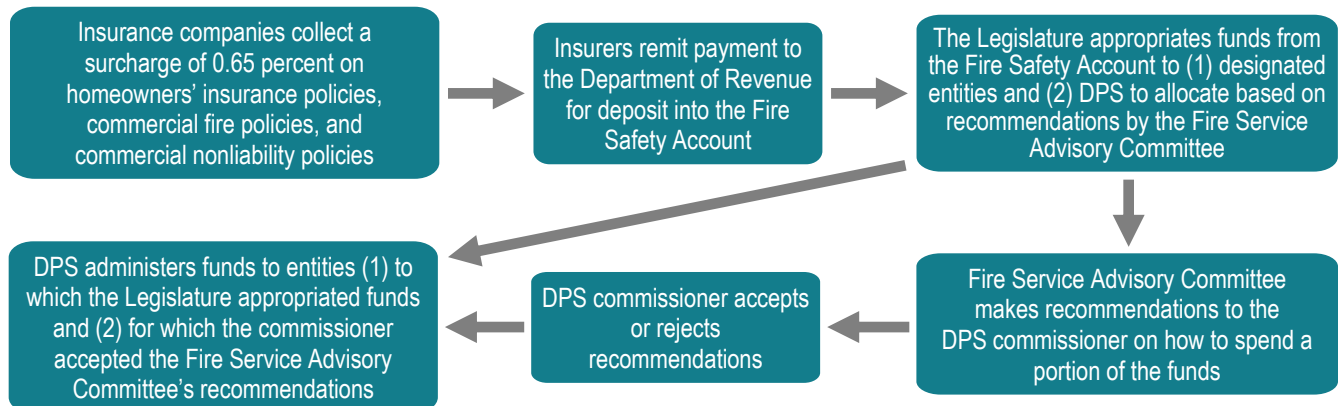 Insurance companies collect a
surcharge of 0.65 percent on
homeowners’ insurance policies,
commercial fire policies, and
commercial nonliability policies
Insurers remit payment to
the Department of Revenue
for deposit into the Fire
Safety Account
The Legislature appropriates funds from
the Fire Safety Account to (1) designated
entities and (2) DPS to allocate based on
recommendations by the Fire Service
Advisory Committee
Fire Service Advisory Committee
makes recommendations to the
DPS commissioner on how to spend a
portion of the funds
DPS commissioner accepts
or rejects
recommendations
DPS administers funds to entities (1) to
which the Legislature appropriated funds
and (2) for which the commissioner
accepted the Fire Service Advisory
Committee’s recommendations